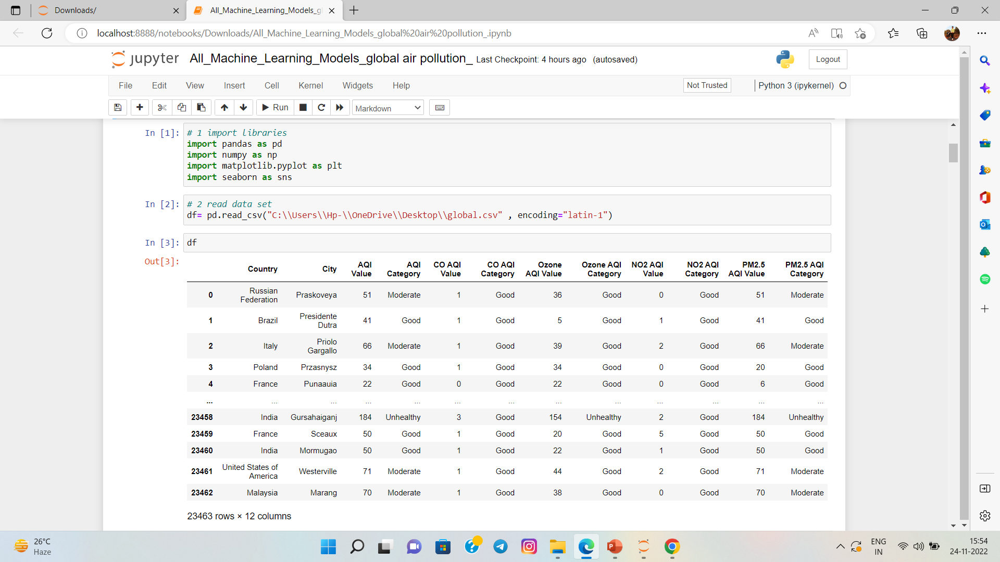 Downloads/
All_Machine_Learning_Models_gl
localhost:8888/notebooks/Downloads/All_Machine_Learning_Models_global%20air%20pollution_.ipynb
jupyter All_Machine_Learning_Models_global air pollution_ Last Checkpoint: 4 hours ago (autosaved)
Logout
File Edit View Insert Cell Kernel Widgets Help
Not Trusted
Python 3 (ipykernel)
Run
Markdown
In [1]: # 1 import libraries
import pandas as pd
import numpy as np
import matplotlib.pyplot as plt
import seaborn as sns
In [2]: # 2 read data set
df= pd.read_csv("C:\\Users\\Hp-\\OneDrive\\Desktop\\global.csv" , encoding="latin-1")
In [3]: df
Out[3]:
Country City AQI Value AQI Category CO AQI Value CO AQI Category Ozone AQI Value Ozone AQI Category NO2 AQI Value NO2 AQI Category PM2.5 AQI Value PM2.5 AQI Category
0 Russian Federation Praskoveya 51 Moderate 1 Good 36 Good 0 Good 51 Moderate
1 Brazil Presidente Dutra 41 Good 1 Good 5 Good 1 Good 41 Good
2 Italy Priolo Gargallo 66 Moderate 1 Good 39 Good 2 Good 66 Moderate
3 Poland Przasnysz 34 Good 1 Good 34 Good 0 Good 20 Good
4 France Punaauia 22 Good 0 Good 22 Good 0 Good 6 Good
... ... ... ... ... ... ... ... ... ... ... ... ...
23458 India Gursahaiganj 184 Unhealthy 3 Good 154 Unhealthy 2 Good 184 Unhealthy
23459 France Sceaux 50 Good 1 Good 20 Good 5 Good 50 Good
23460 India Mormugao 50 Good 1 Good 22 Good 1 Good 50 Good
23461 United States of America Westerville 71 Moderate 1 Good 44 Good 2 Good 71 Moderate
23462 Malaysia Marang 70 Moderate 1 Good 38 Good 0 Good 70 Moderate
23463 rows × 12 columns
26°C
Haze
ENG
IN
15:54
24-11-2022